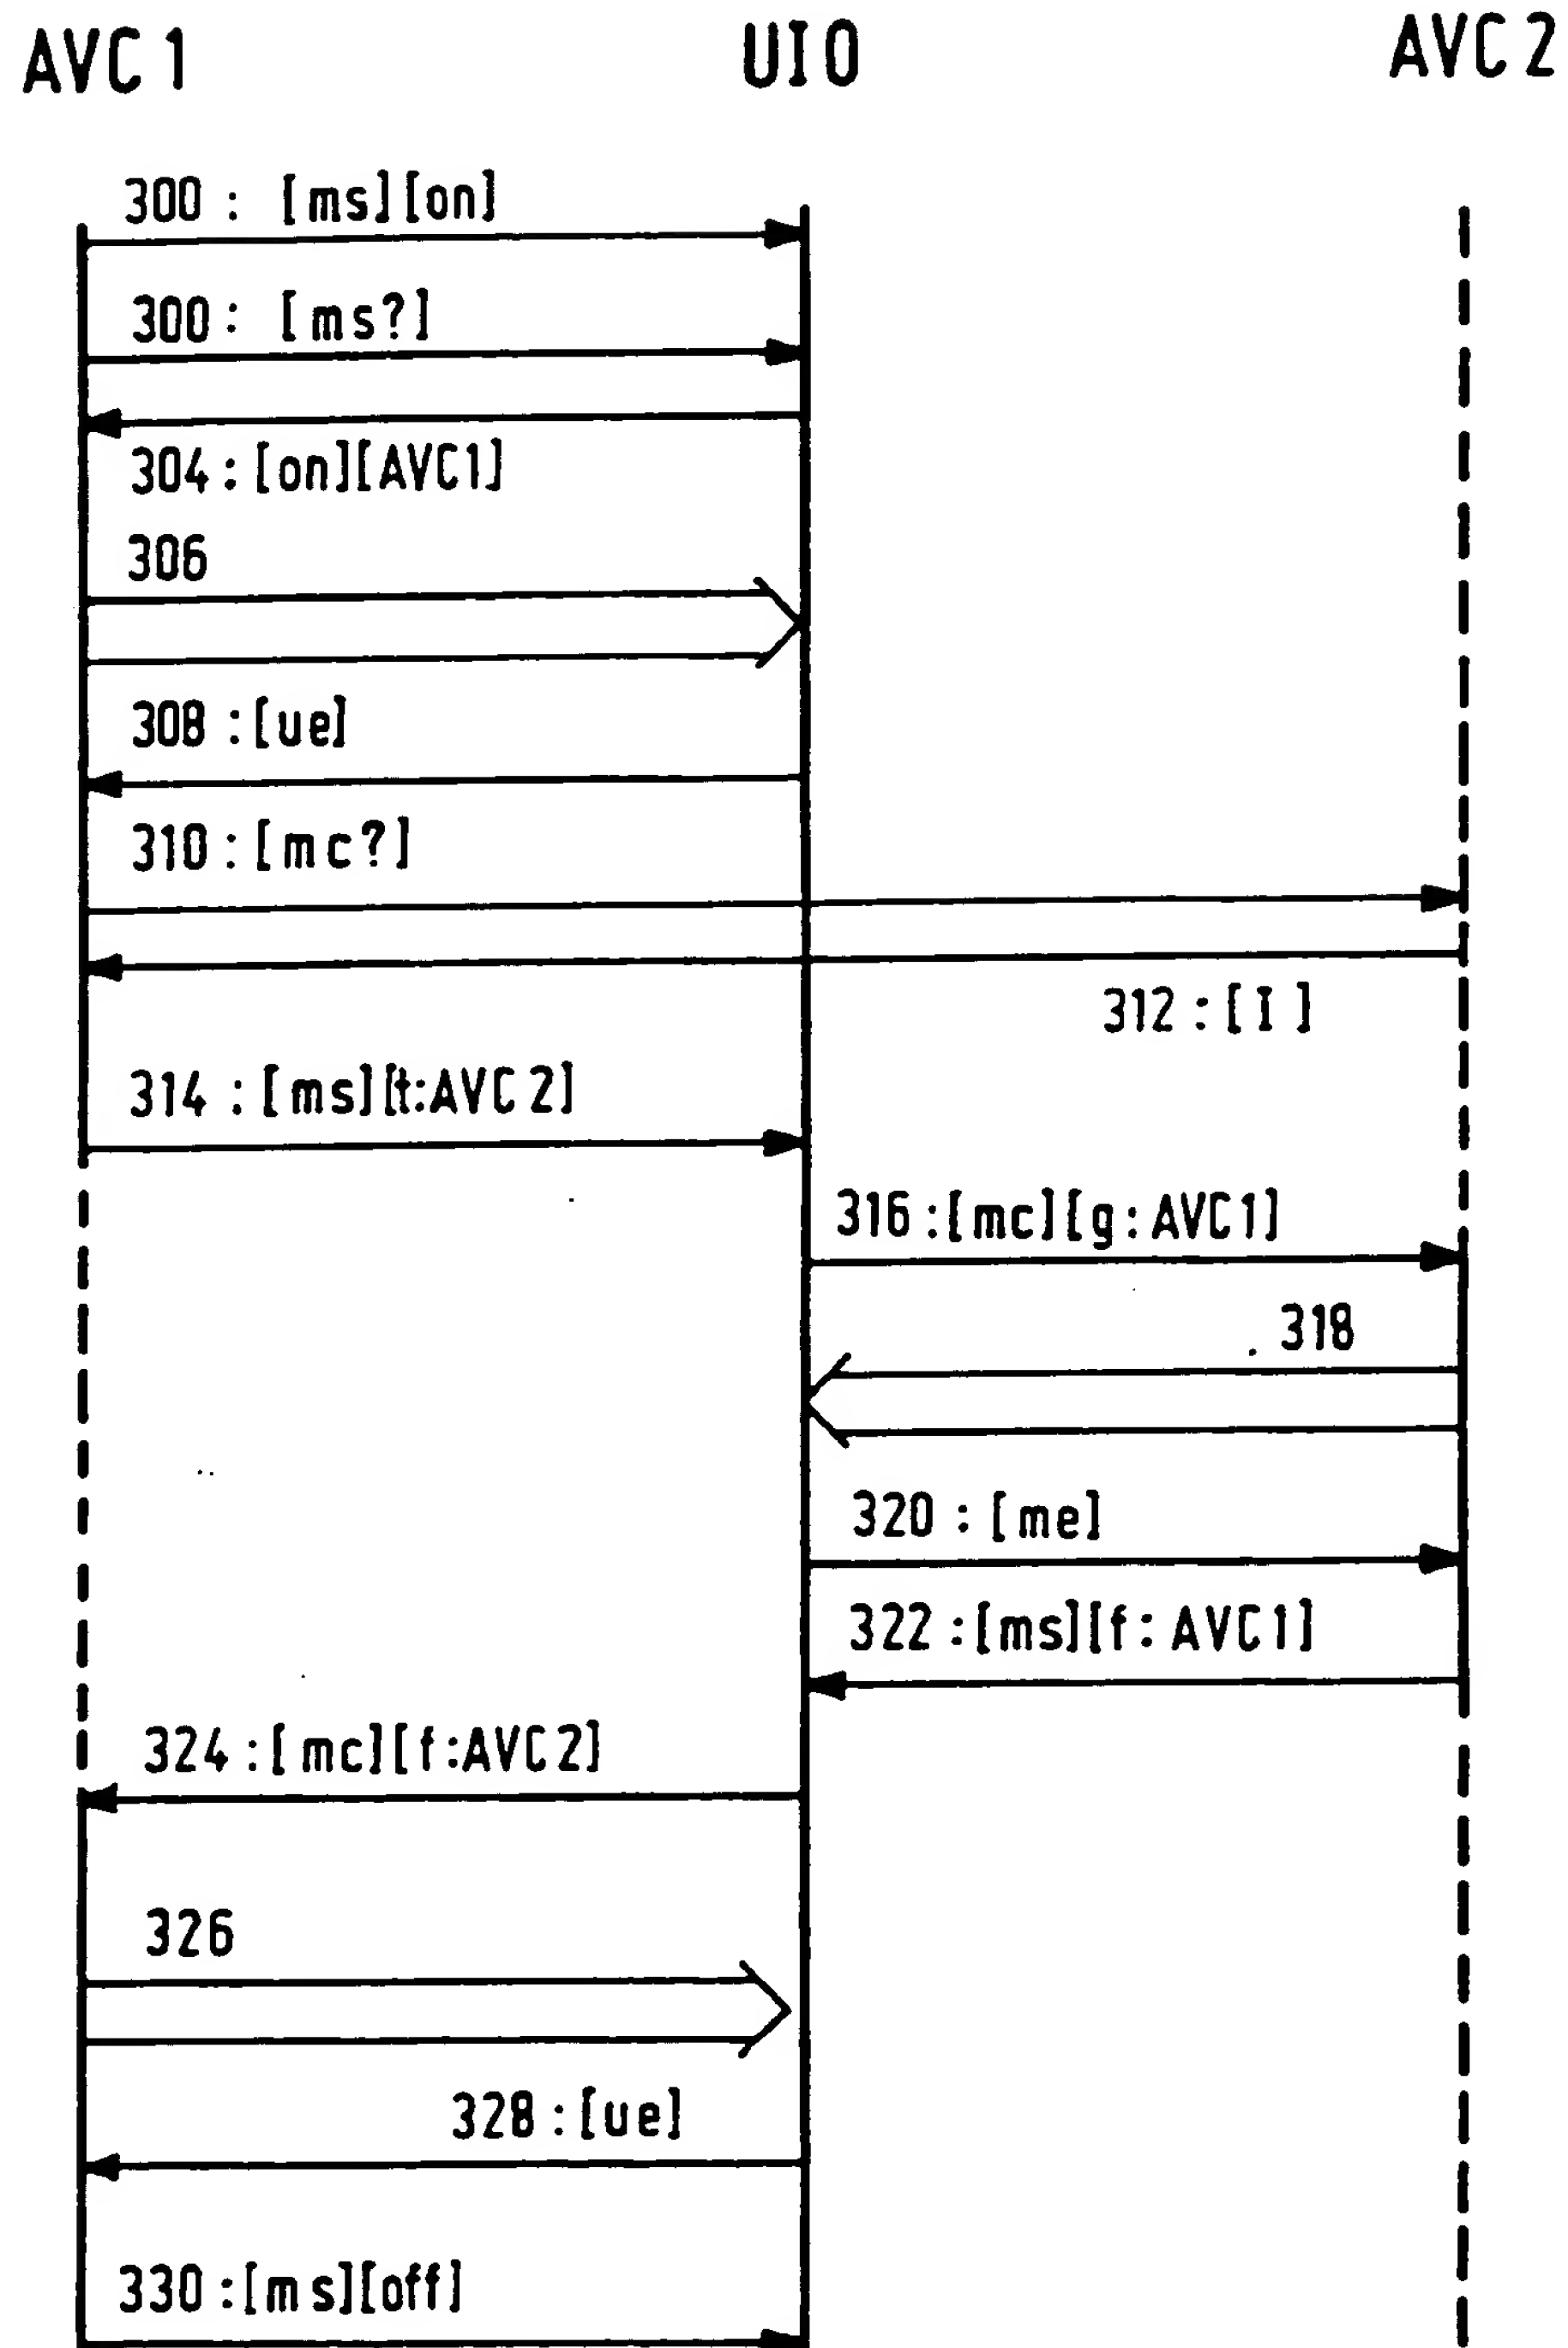 AVC 1 UIO AVC 2
300 : [ms][on]
300 : [ms?]
304 : [on][AVC1]
306
308 : [ue]
310 : [mc?]
312 : [I ]
314 : [ms][t:AVC 2]
316 : [mc][g : AVC1]
318
320 : [me]
322 : [ms][f : AVC1]
324 : [mc][f :AVC2]
326
328 : [ue]
330 : [ms][off]